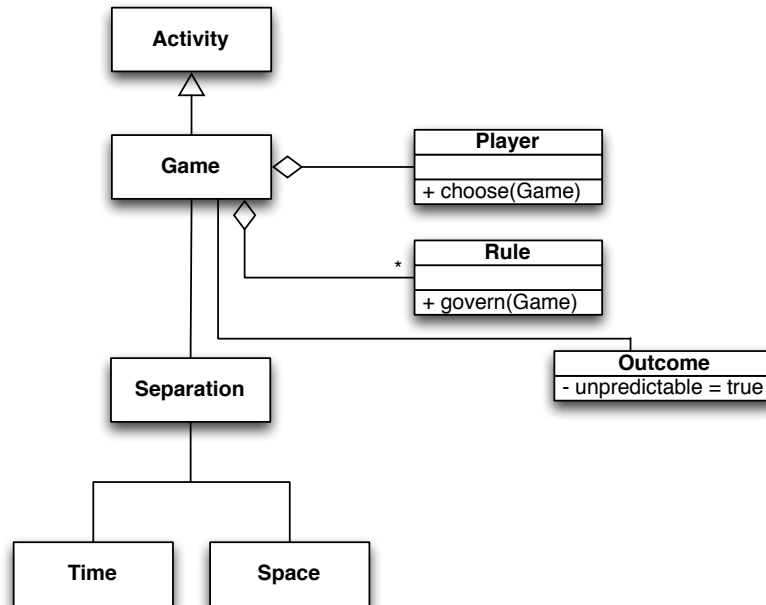 Activity
Game
Player
+ choose(Game)
Rule
*
+ govern(Game)
Separation
Outcome
- unpredictable = true
Time
Space